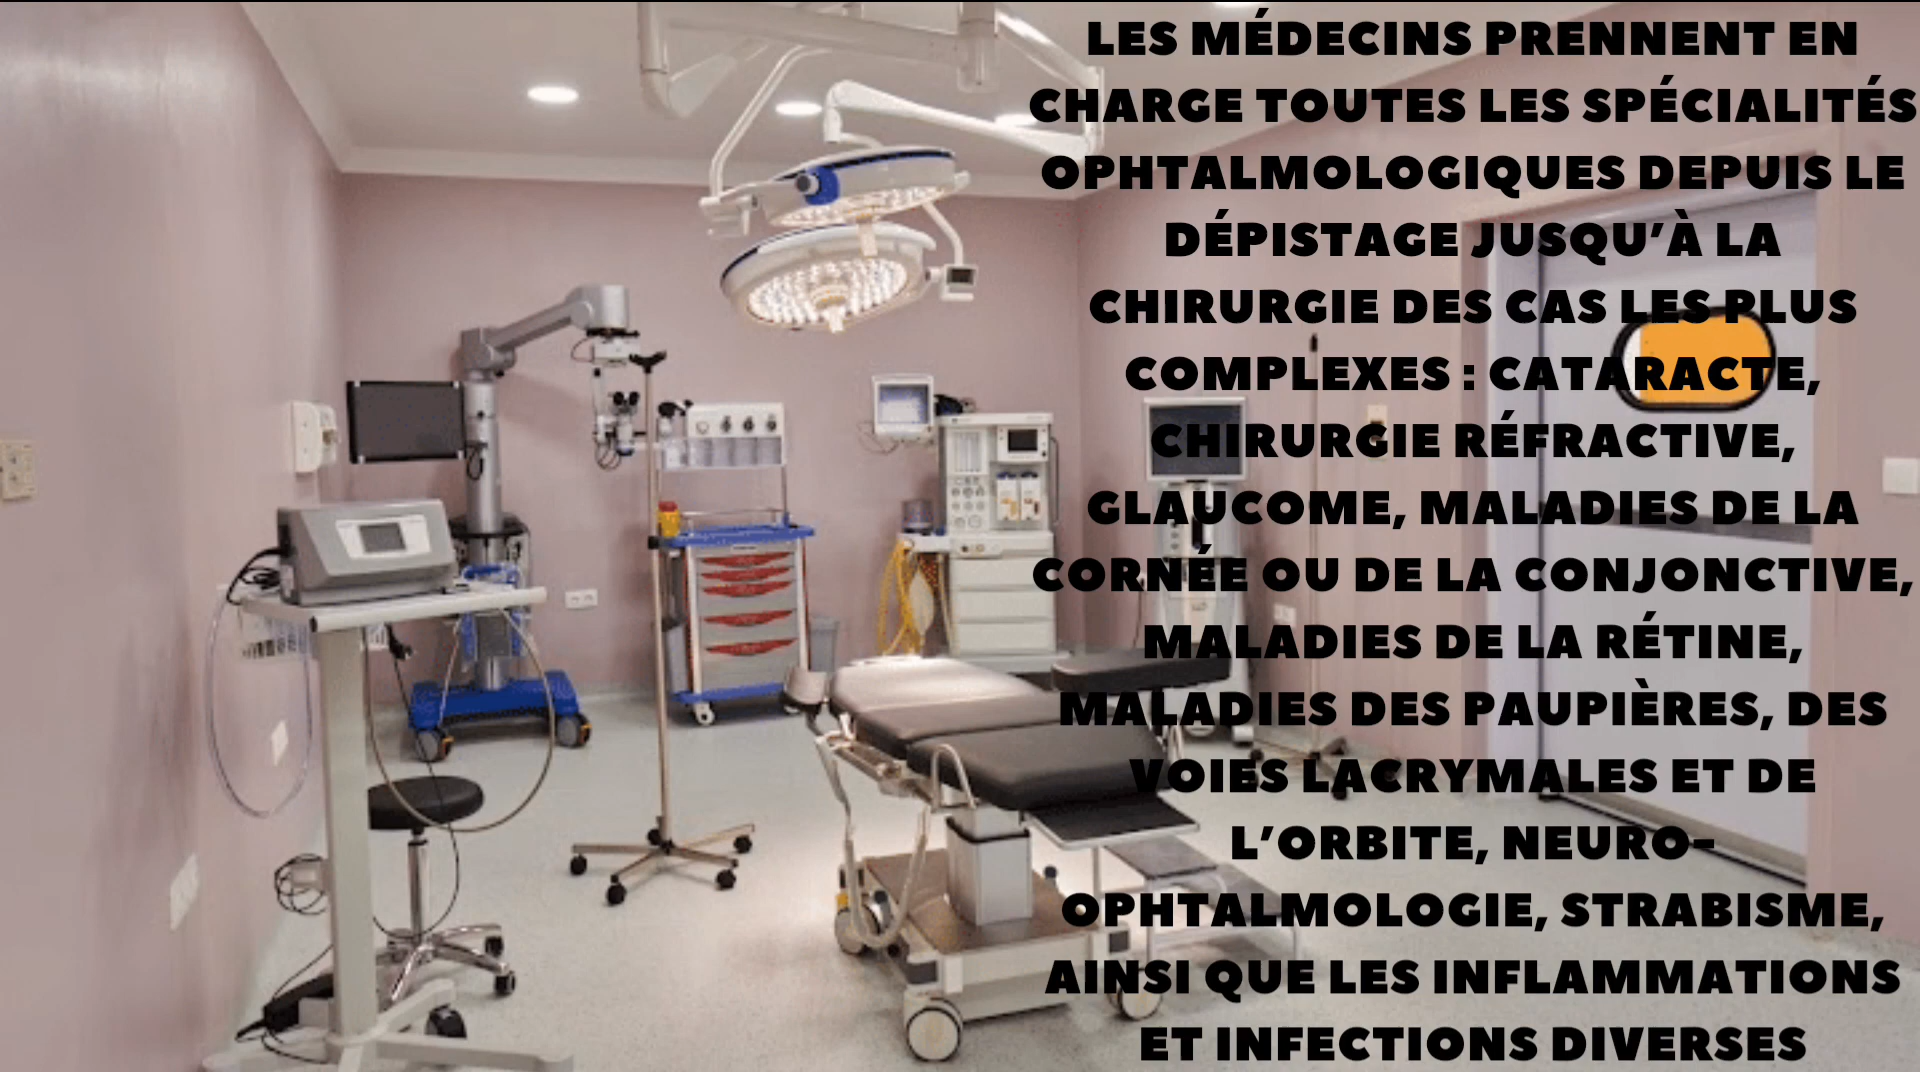 LES MÉDECINS PRENNENT EN
CHARGE TOUTES LES SPÉCIALITÉS
OPHTALMOLOGIQUES DEPUIS LE
DÉPISTAGE JUSQU'À LA
CHIRURGIE DES CAS LES PLUS
COMPLEXES : CATARACTE,
CHIRURGIE RÉFRACTIVE,
GLAUCOME, MALADIES DE LA
CORNÉE OU DE LA CONJONCTIVE,
MALADIES DE LA RÉTINE,
MALADIES DES PAUPIÈRES, DES
VOIES LACRYMALES ET DE
L'ORBITE, NEURO-
OPHTALMOLOGIE, STRABISME,
AINSI QUE LES INFLAMMATIONS
ET INFECTIONS DIVERSES